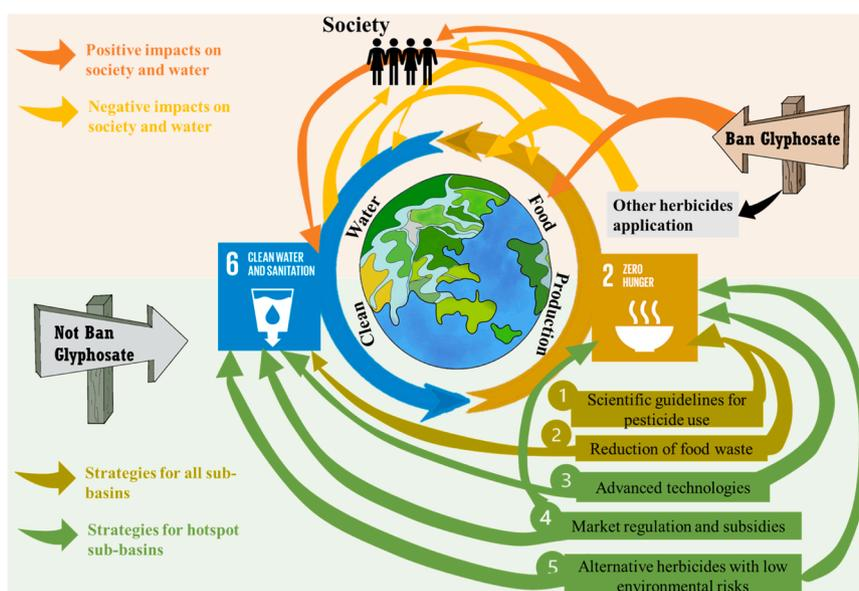 Society
Positive impacts on
society and water
Negative impacts on
society and water
Ban Glyphosate
Other herbicides
application
Water
Food
Clean
Production
6 CLEAN WATER
AND SANITATION
2 ZERO
HUNGER
Not Ban
Glyphosate
1 Scientific guidelines for
pesticide use
2 Reduction of food waste
3 Advanced technologies
4 Market regulation and subsidies
5 Alternative herbicides with low
environmental risks
Strategies for all sub-
basins
Strategies for hotspot
sub-basins